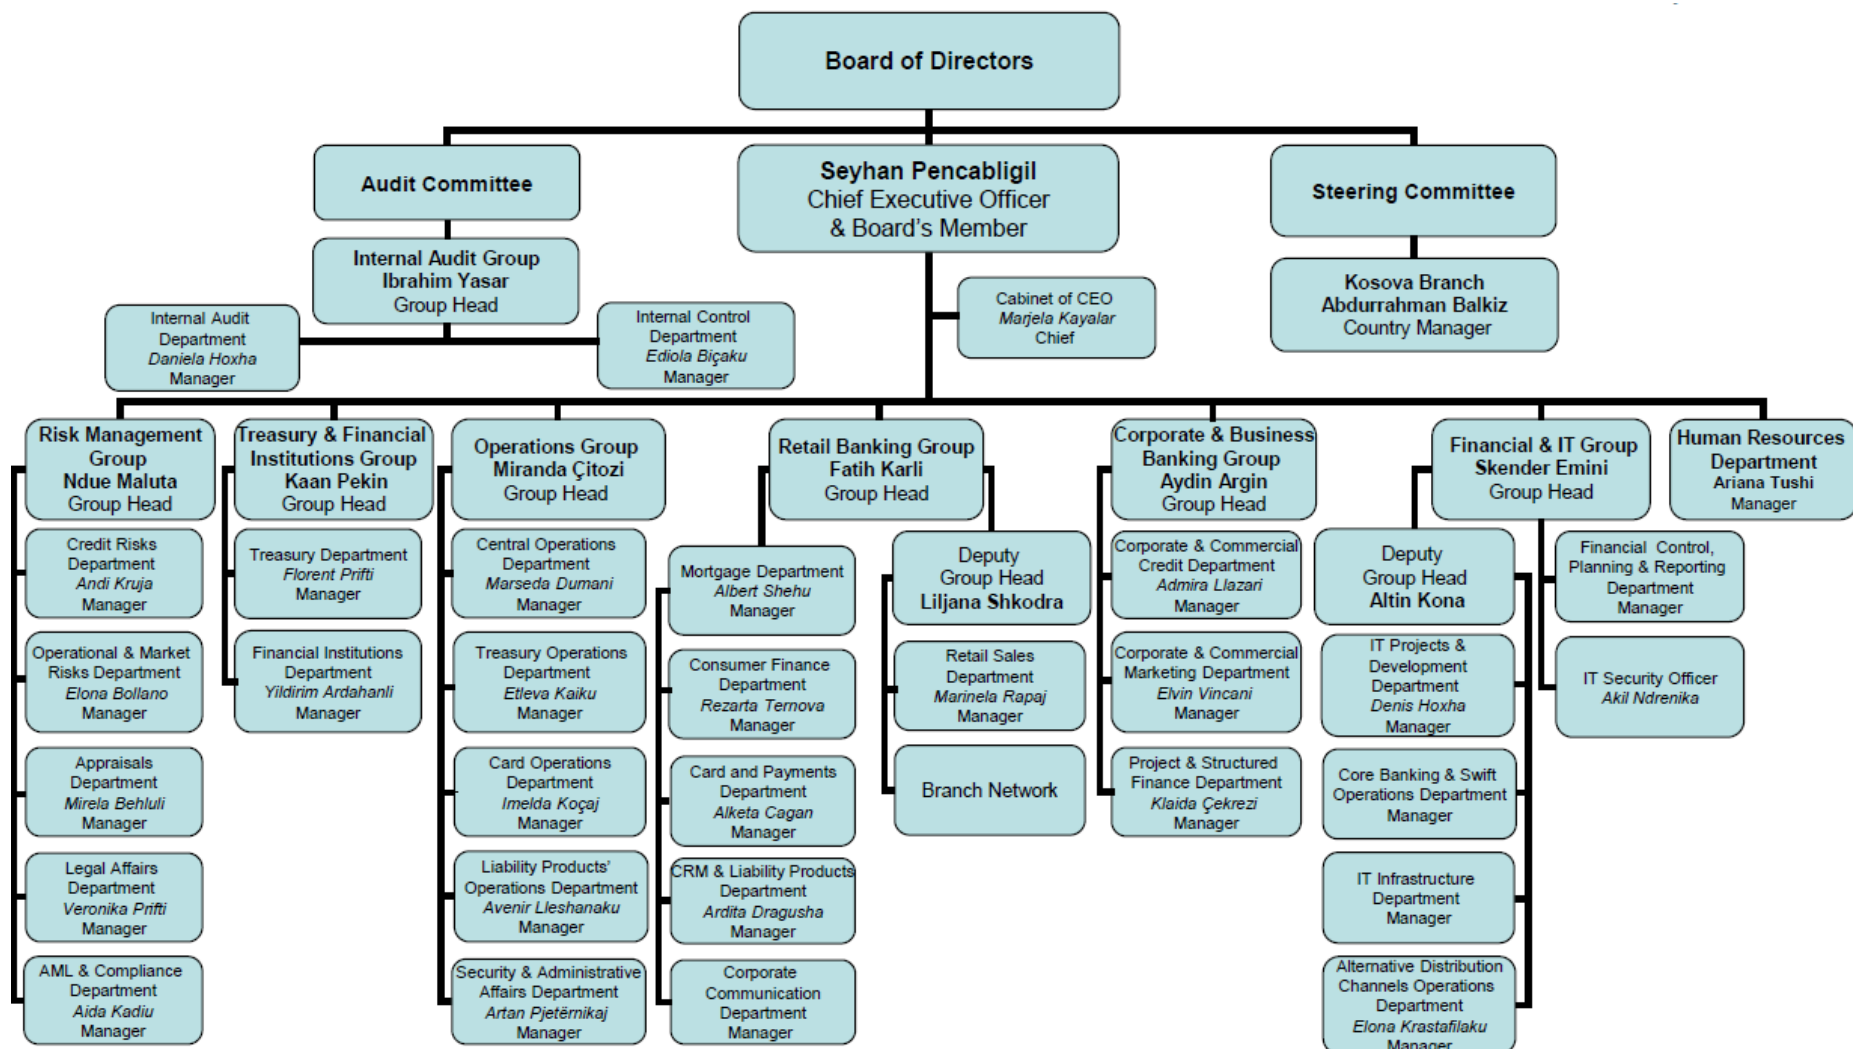 Board of Directors
Audit Committee
Seyhan Pencabligil
Chief Executive Officer
& Board's Member
Steering Committee
Internal Audit Group
Ibrahim Yasar
Group Head
Kosova Branch
Abdurrahman Balkiz
Country Manager
Internal Audit
Department
Daniela Hoxha
Manager
Internal Control
Department
Ediola Biçaku
Manager
Cabinet of CEO
Marjela Kayalar
Chief
Risk Management
Group
Ndue Maluta
Group Head
Treasury & Financial
Institutions Group
Kaan Pekin
Group Head
Operations Group
Miranda Çitozi
Group Head
Retail Banking Group
Fatih Karli
Group Head
Corporate & Business
Banking Group
Aydin Argin
Group Head
Financial & IT Group
Skender Emini
Group Head
Human Resources
Department
Ariana Tushi
Manager
Credit Risks
Department
Andi Kruja
Manager
Operational & Market
Risks Department
Elona Bollano
Manager
Appraisals
Department
Mirela Behluli
Manager
Legal Affairs
Department
Veronika Prifti
Manager
AML & Compliance
Department
Aida Kadiu
Manager
Treasury Department
Florent Prifti
Manager
Financial Institutions
Department
Yildirim Ardahanli
Manager
Central Operations
Department
Marseda Dumani
Manager
Treasury Operations
Department
Etleva Kaiku
Manager
Card Operations
Department
Imelda Koçaj
Manager
Liability Products'
Operations Department
Avenir Lleshanaku
Manager
Security & Administrative
Affairs Department
Artan Pjetërnikaj
Manager
Mortgage Department
Albert Shehu
Manager
Consumer Finance
Department
Rezarta Ternova
Manager
Card and Payments
Department
Alketa Cagan
Manager
CRM & Liability Products
Department
Ardita Dragusha
Manager
Corporate
Communication
Department
Manager
Deputy
Group Head
Liljana Shkodra
Retail Sales
Department
Marinela Rapaj
Manager
Branch Network
Corporate & Commercial
Credit Department
Admira Llazari
Manager
Corporate & Commercial
Marketing Department
Elvin Vincani
Manager
Project & Structured
Finance Department
Klaida Çekrezi
Manager
Deputy
Group Head
Altin Kona
IT Projects &
Development
Department
Denis Hoxha
Manager
Core Banking & Swift
Operations Department
Manager
IT Infrastructure
Department
Manager
Alternative Distribution
Channels Operations
Department
Elona Krastafilaku
Manager
Financial Control,
Planning & Reporting
Department
Manager
IT Security Officer
Akil Ndrenika